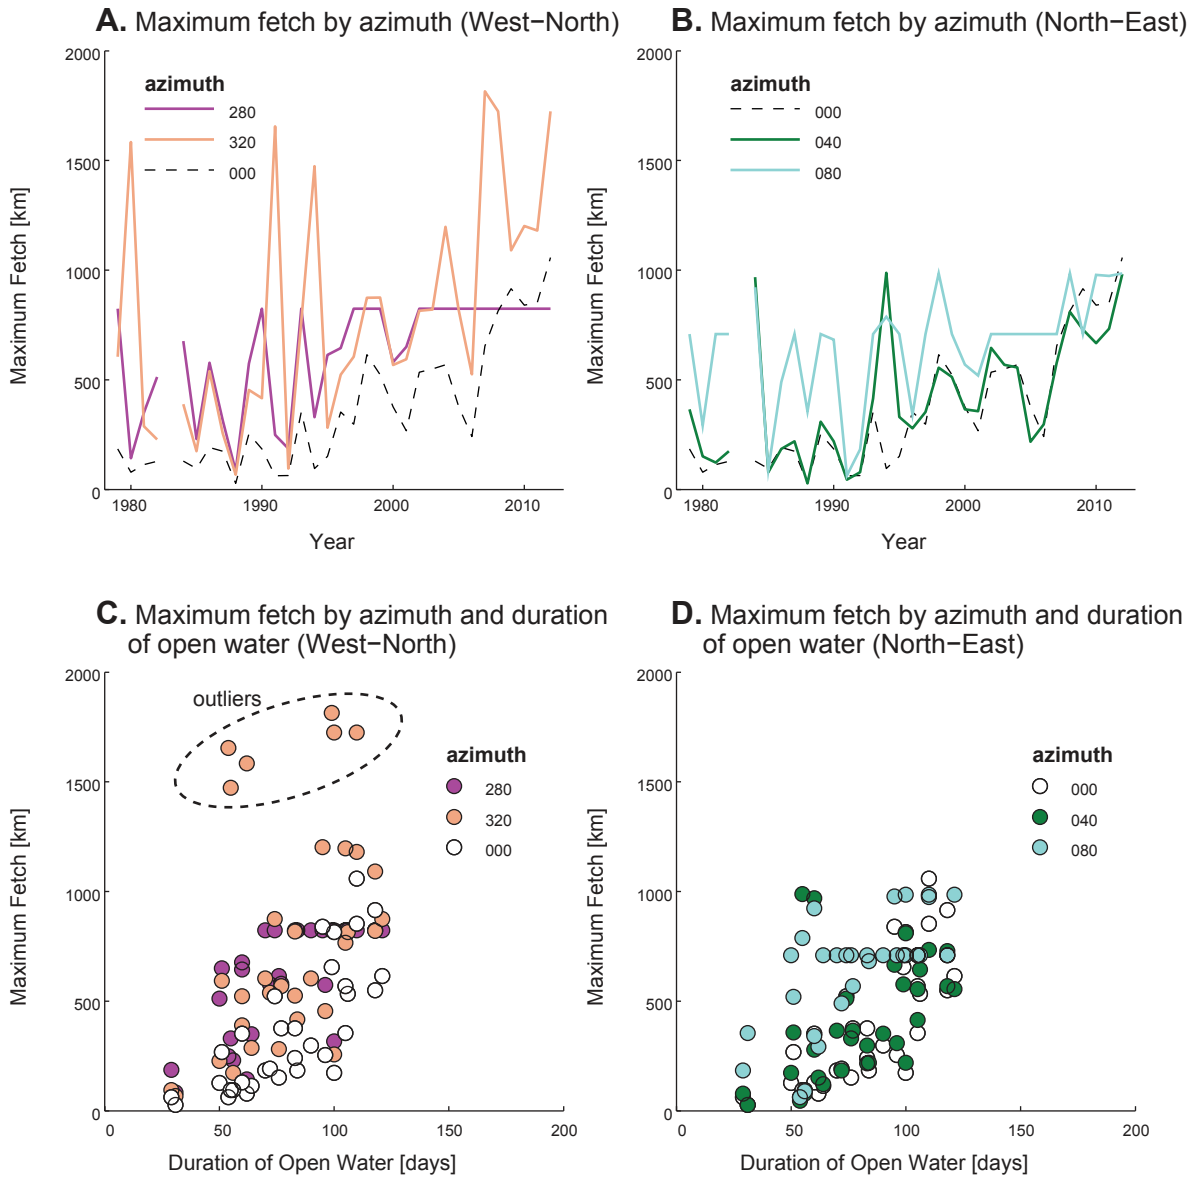 A. Maximum fetch by azimuth (West−North)
2000
1500
1000
500
0
1980
1990
2000
2010
Maximum Fetch [km]
Year
azimuth
280
320
000
B. Maximum fetch by azimuth (North−East)
2000
1500
1000
500
0
1980
1990
2000
2010
Maximum Fetch [km]
Year
azimuth
000
040
080
C. Maximum fetch by azimuth and duration
of open water (West−North)
2000
1500
1000
500
0
0
50
100
150
200
Maximum Fetch [km]
Duration of Open Water [days]
outliers
azimuth
280
320
000
D. Maximum fetch by azimuth and duration
of open water (North−East)
2000
1500
1000
500
0
0
50
100
150
200
Maximum Fetch [km]
Duration of Open Water [days]
azimuth
000
040
080